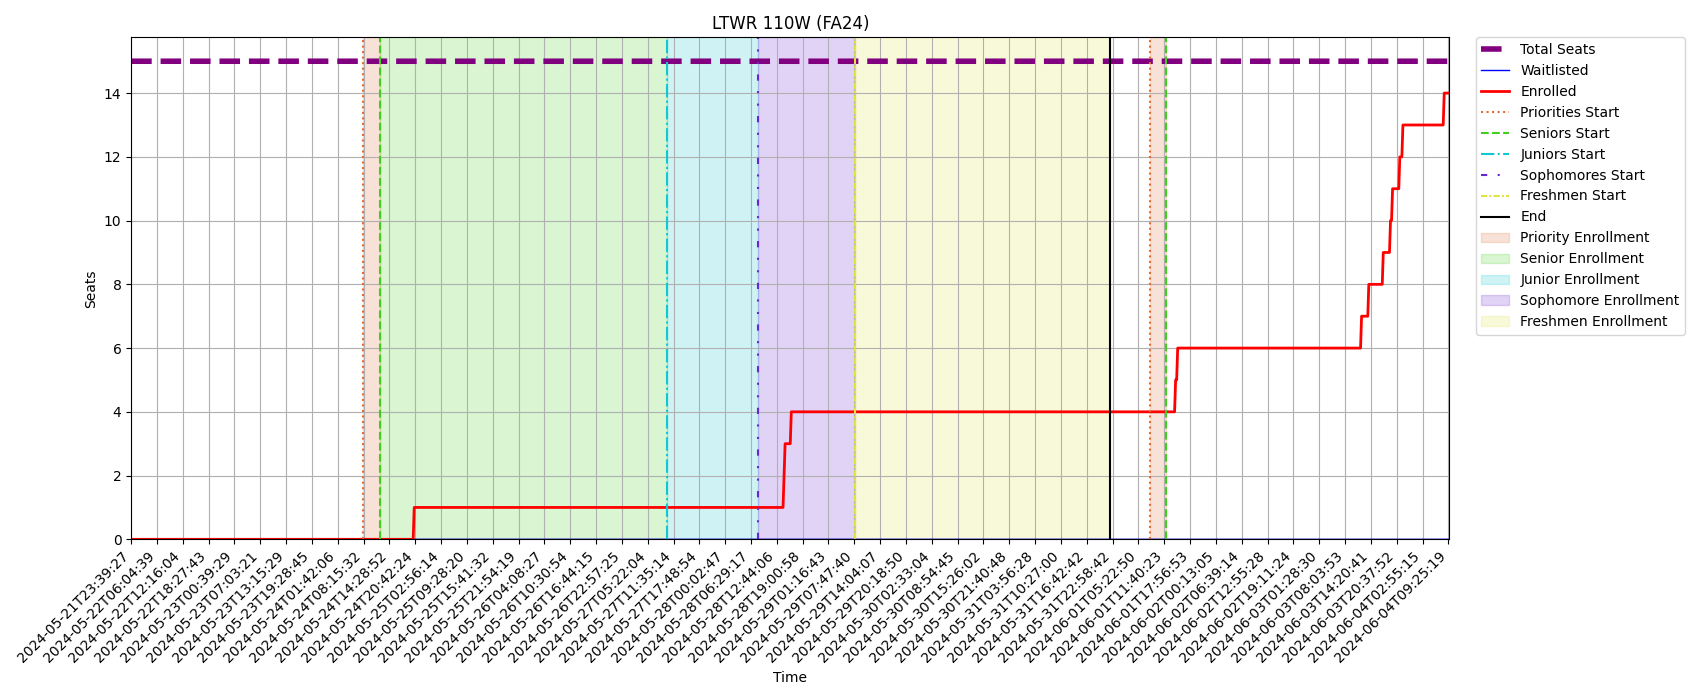 LTWR 110W (FA24)
Seats
14
12
10
8
6
4
2
0
2024-05-21T23:39:27
2024-05-22T06:04:39
2024-05-22T12:16:04
2024-05-22T18:27:43
2024-05-23T00:39:29
2024-05-23T07:03:21
2024-05-23T13:15:29
2024-05-23T19:28:45
2024-05-24T01:42:06
2024-05-24T08:15:32
2024-05-24T14:28:52
2024-05-24T20:42:24
2024-05-25T02:56:14
2024-05-25T09:28:20
2024-05-25T15:41:32
2024-05-25T21:54:19
2024-05-26T04:08:27
2024-05-26T10:30:54
2024-05-26T16:44:15
2024-05-26T22:57:25
2024-05-27T05:22:04
2024-05-27T11:35:14
2024-05-27T17:48:54
2024-05-28T00:02:47
2024-05-28T06:29:17
2024-05-28T12:44:06
2024-05-28T19:00:58
2024-05-29T01:16:43
2024-05-29T07:47:40
2024-05-29T14:04:07
2024-05-29T20:18:50
2024-05-30T02:33:04
2024-05-30T08:54:45
2024-05-30T15:26:02
2024-05-30T21:40:48
2024-05-31T03:56:28
2024-05-31T10:27:00
2024-05-31T16:42:42
2024-05-31T22:58:42
2024-06-01T05:22:50
2024-06-01T11:40:23
2024-06-01T17:56:53
2024-06-02T00:13:05
2024-06-02T06:39:14
2024-06-02T12:55:28
2024-06-02T19:11:24
2024-06-03T01:28:30
2024-06-03T08:03:53
2024-06-03T14:20:41
2024-06-03T20:37:52
2024-06-04T02:55:15
2024-06-04T09:25:19
Time
Total Seats
Waitlisted
Enrolled
Priorities Start
Seniors Start
Juniors Start
Sophomores Start
Freshmen Start
End
Priority Enrollment
Senior Enrollment
Junior Enrollment
Sophomore Enrollment
Freshmen Enrollment